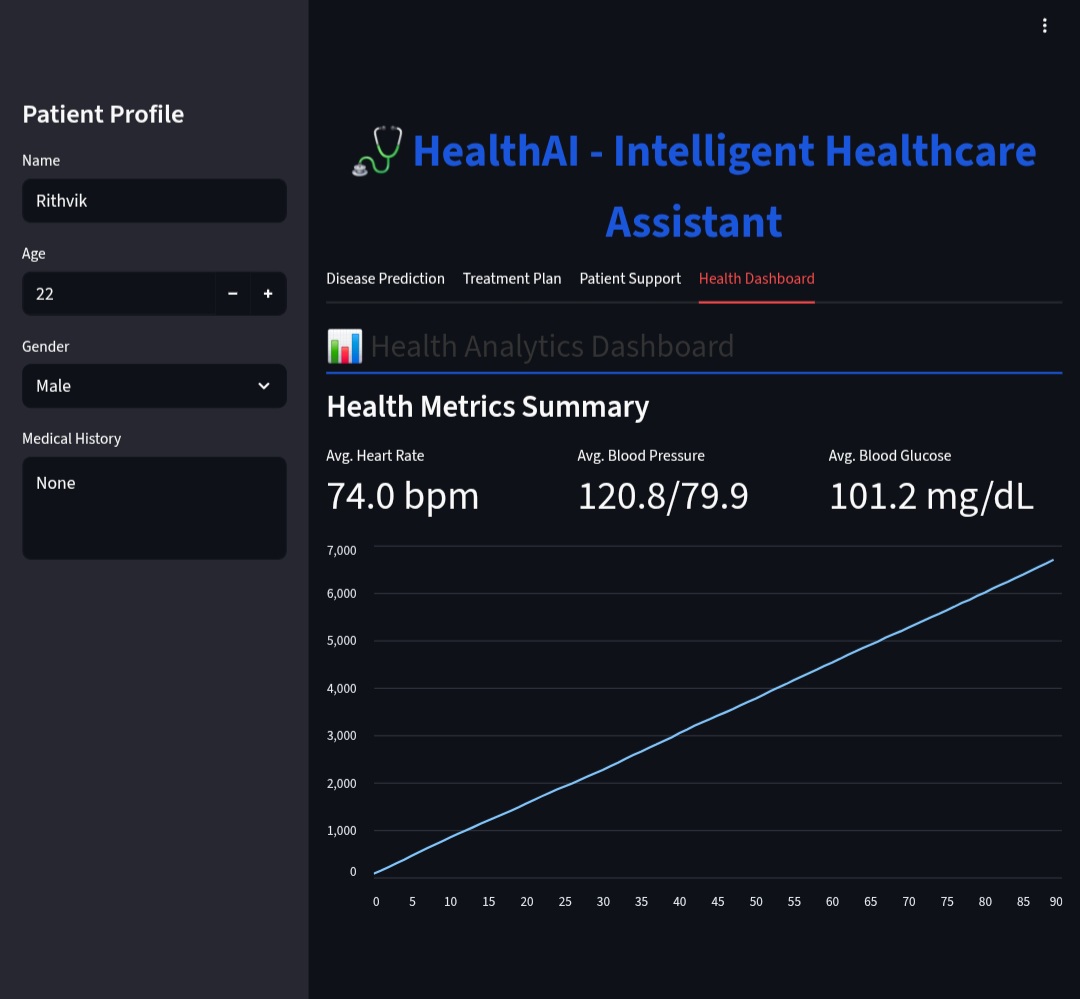 Patient Profile
Name
Rithvik
Age
22
Gender
Male
Medical History
None
HealthAI - Intelligent Healthcare
Assistant
Disease Prediction Treatment Plan Patient Support Health Dashboard
Health Analytics Dashboard
Health Metrics Summary
Avg. Heart Rate Avg. Blood Pressure Avg. Blood Glucose
74.0 bpm 120.8/79.9 101.2 mg/dL
7,000
6,000
5,000
4,000
3,000
2,000
1,000
0
0 5 10 15 20 25 30 35 40 45 50 55 60 65 70 75 80 85 90